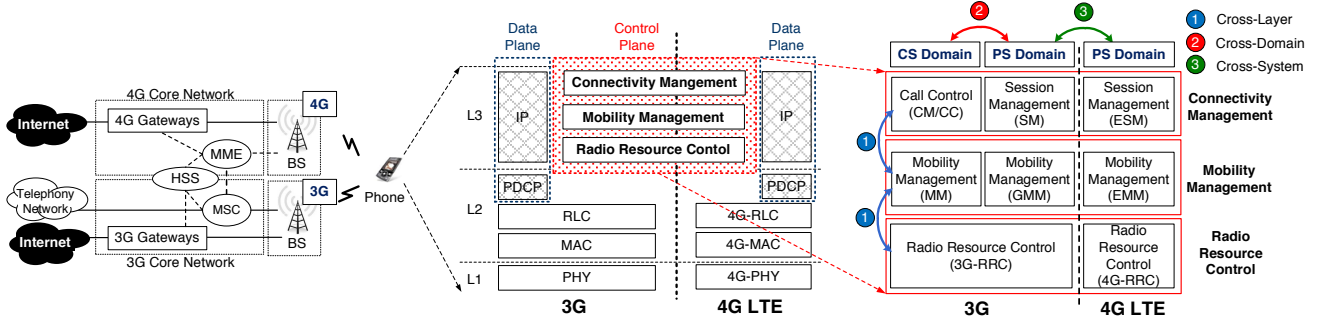 4G Core Network
4G
Internet
4G Gateways
MME
BS
HSS
3G
Telephony
Network
MSC
BS
Internet
3G Gateways
3G Core Network
Phone
Data
Plane
Control
Plane
Data
Plane
L3
IP
Connectivity Mangement
Mobility Management
Radio Resource Contol
IP
PDCP
PDCP
L2
RLC
4G-RLC
MAC
4G-MAC
L1
PHY
4G-PHY
3G
4G LTE
2
3
1 Cross-Layer
2 Cross-Domain
3 Cross-System
CS Domain
PS Domain
PS Domain
Call Control
(CM/CC)
Session
Management
(SM)
Session
Management
(ESM)
Connectivity
Management
1
Mobility
Management
(MM)
Mobility
Management
(GMM)
Mobility
Management
(EMM)
Mobility
Management
1
Radio Resource Control
(3G-RRC)
Radio
Resource
Control
(4G-RRC)
Radio
Resource
Control
3G
4G LTE